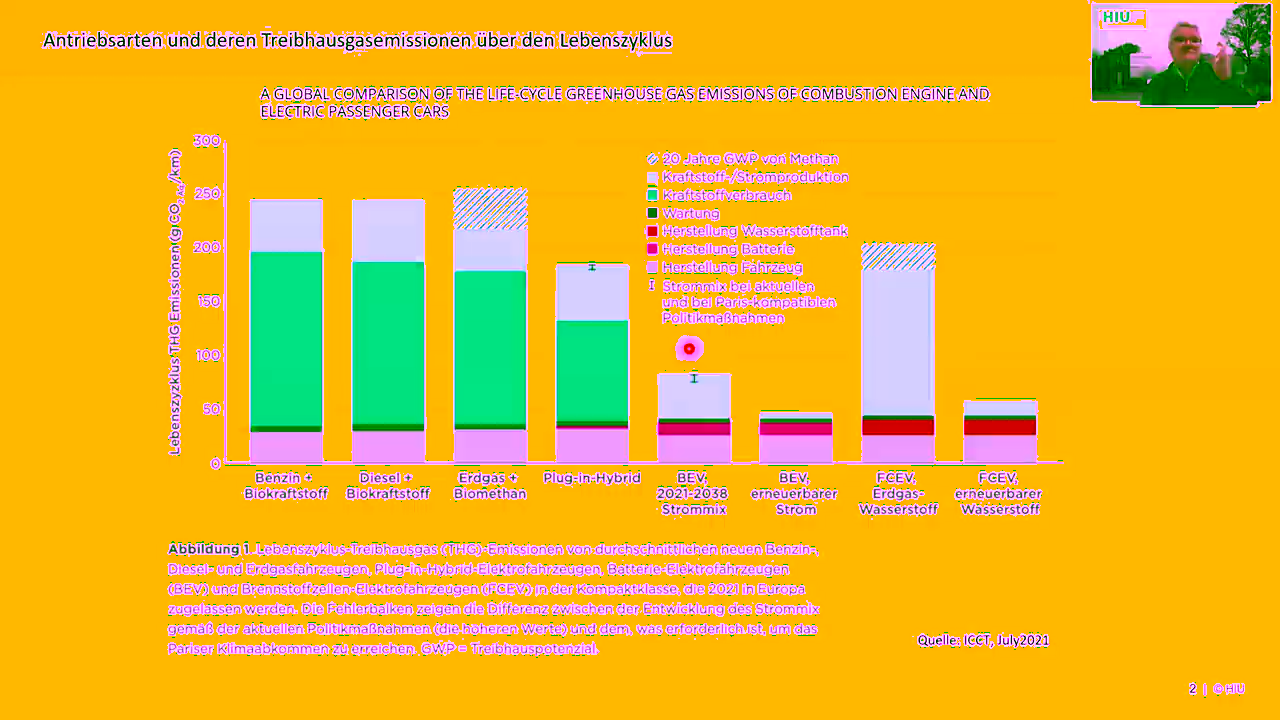 HIU
Antriebsarten und deren Treibhausgasemissionen über den Lebenszyklus
A GLOBAL COMPARISON OF THE LIFE-CYCLE GREENHOUSE GAS EMISSIONS OF COMBUSTION ENGINE AND
ELECTRIC PASSENGER CARS
Lebenszyzklus THG Emissionen (g CO2 Äq/km)
300
250
200
150
100
50
0
20 Jahre GWP von Methan
Kraftstoff-/Stromproduktion
Kraftstoffverbrauch
Wartung
Herstellung Wasserstofftank
Herstellung Batterie
Herstellung Fahrzeug
Strommix bei aktuellen
und bei Paris-kompatiblen
Politikmaßnahmen
Benzin +
Biokraftstoff
Diesel +
Biokraftstoff
Erdgas +
Biomethan
Plug-in-Hybrid
BEV,
2021-2038
Strommix
BEV,
erneuerbarer
Strom
FCEV,
Erdgas-
Wasserstoff
FCEV,
erneuerbarer
Wasserstoff
Abbildung 1. Lebenszyklus-Treibhausgas (THG)-Emissionen von durchschnittlichen neuen Benzin-,
Diesel- und Erdgasfahrzeugen, Plug-in-Hybrid-Elektrofahrzeugen, Batterie-Elektrofahrzeugen
(BEV) und Brennstoffzellen-Elektrofahrzeugen (FCEV) in der Kompaktklasse, die 2021 in Europa
zugelassen werden. Die Fehlerbalken zeigen die Differenz zwischen der Entwicklung des Strommix
gemäß der aktuellen Politikmaßnahmen (die höheren Werte) und dem, was erforderlich ist, um das
Pariser Klimaabkommen zu erreichen. GWP = Treibhauspotenzial.
Quelle: ICCT, July2021
2 | © HIU